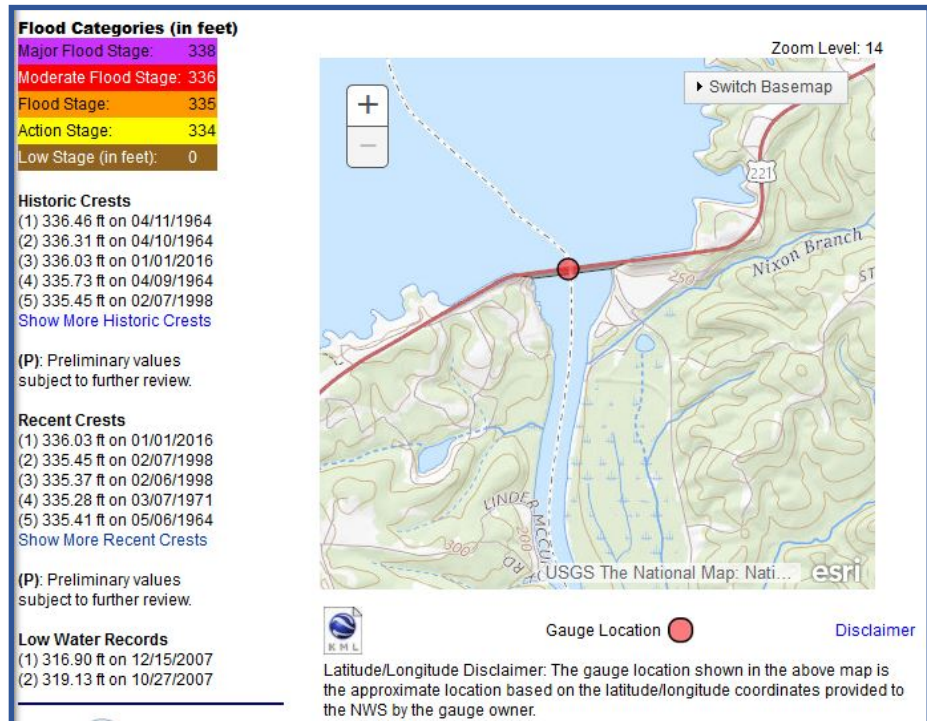 Flood Categories (in feet)
Major Flood Stage: 338
Moderate Flood Stage: 336
Flood Stage: 335
Action Stage: 334
Low Stage (in feet): 0
Historic Crests
(1) 336.46 ft on 04/11/1964
(2) 336.31 ft on 04/10/1964
(3) 336.03 ft on 01/01/2016
(4) 335.73 ft on 04/09/1964
(5) 335.45 ft on 02/07/1998
Show More Historic Crests
(P): Preliminary values
subject to further review.
Recent Crests
(1) 336.03 ft on 01/01/2016
(2) 335.45 ft on 02/07/1998
(3) 335.37 ft on 02/06/1998
(4) 335.28 ft on 03/07/1971
(5) 335.41 ft on 05/06/1964
Show More Recent Crests
(P): Preliminary values
subject to further review.
Low Water Records
(1) 316.90 ft on 12/15/2007
(2) 319.13 ft on 10/27/2007
Zoom Level: 14
+
Switch Basemap
−
221
Nixon Branch
250
ST
LINDER MCCU
200
300
RD
USGS The National Map: Nati...
esri
KML
Gauge Location
Disclaimer
Latitude/Longitude Disclaimer: The gauge location shown in the above map is
the approximate location based on the latitude/longitude coordinates provided to
the NWS by the gauge owner.